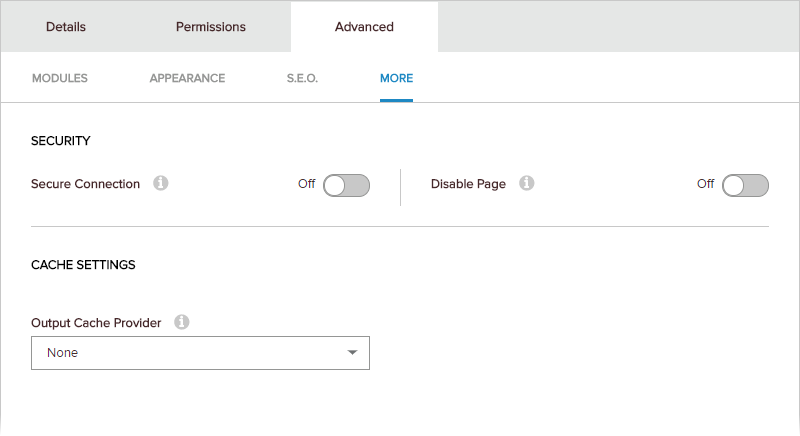 Details Permissions Advanced
MODULES APPEARANCE S.E.O. MORE
SECURITY
Secure Connection Off Disable Page Off
CACHE SETTINGS
Output Cache Provider
None